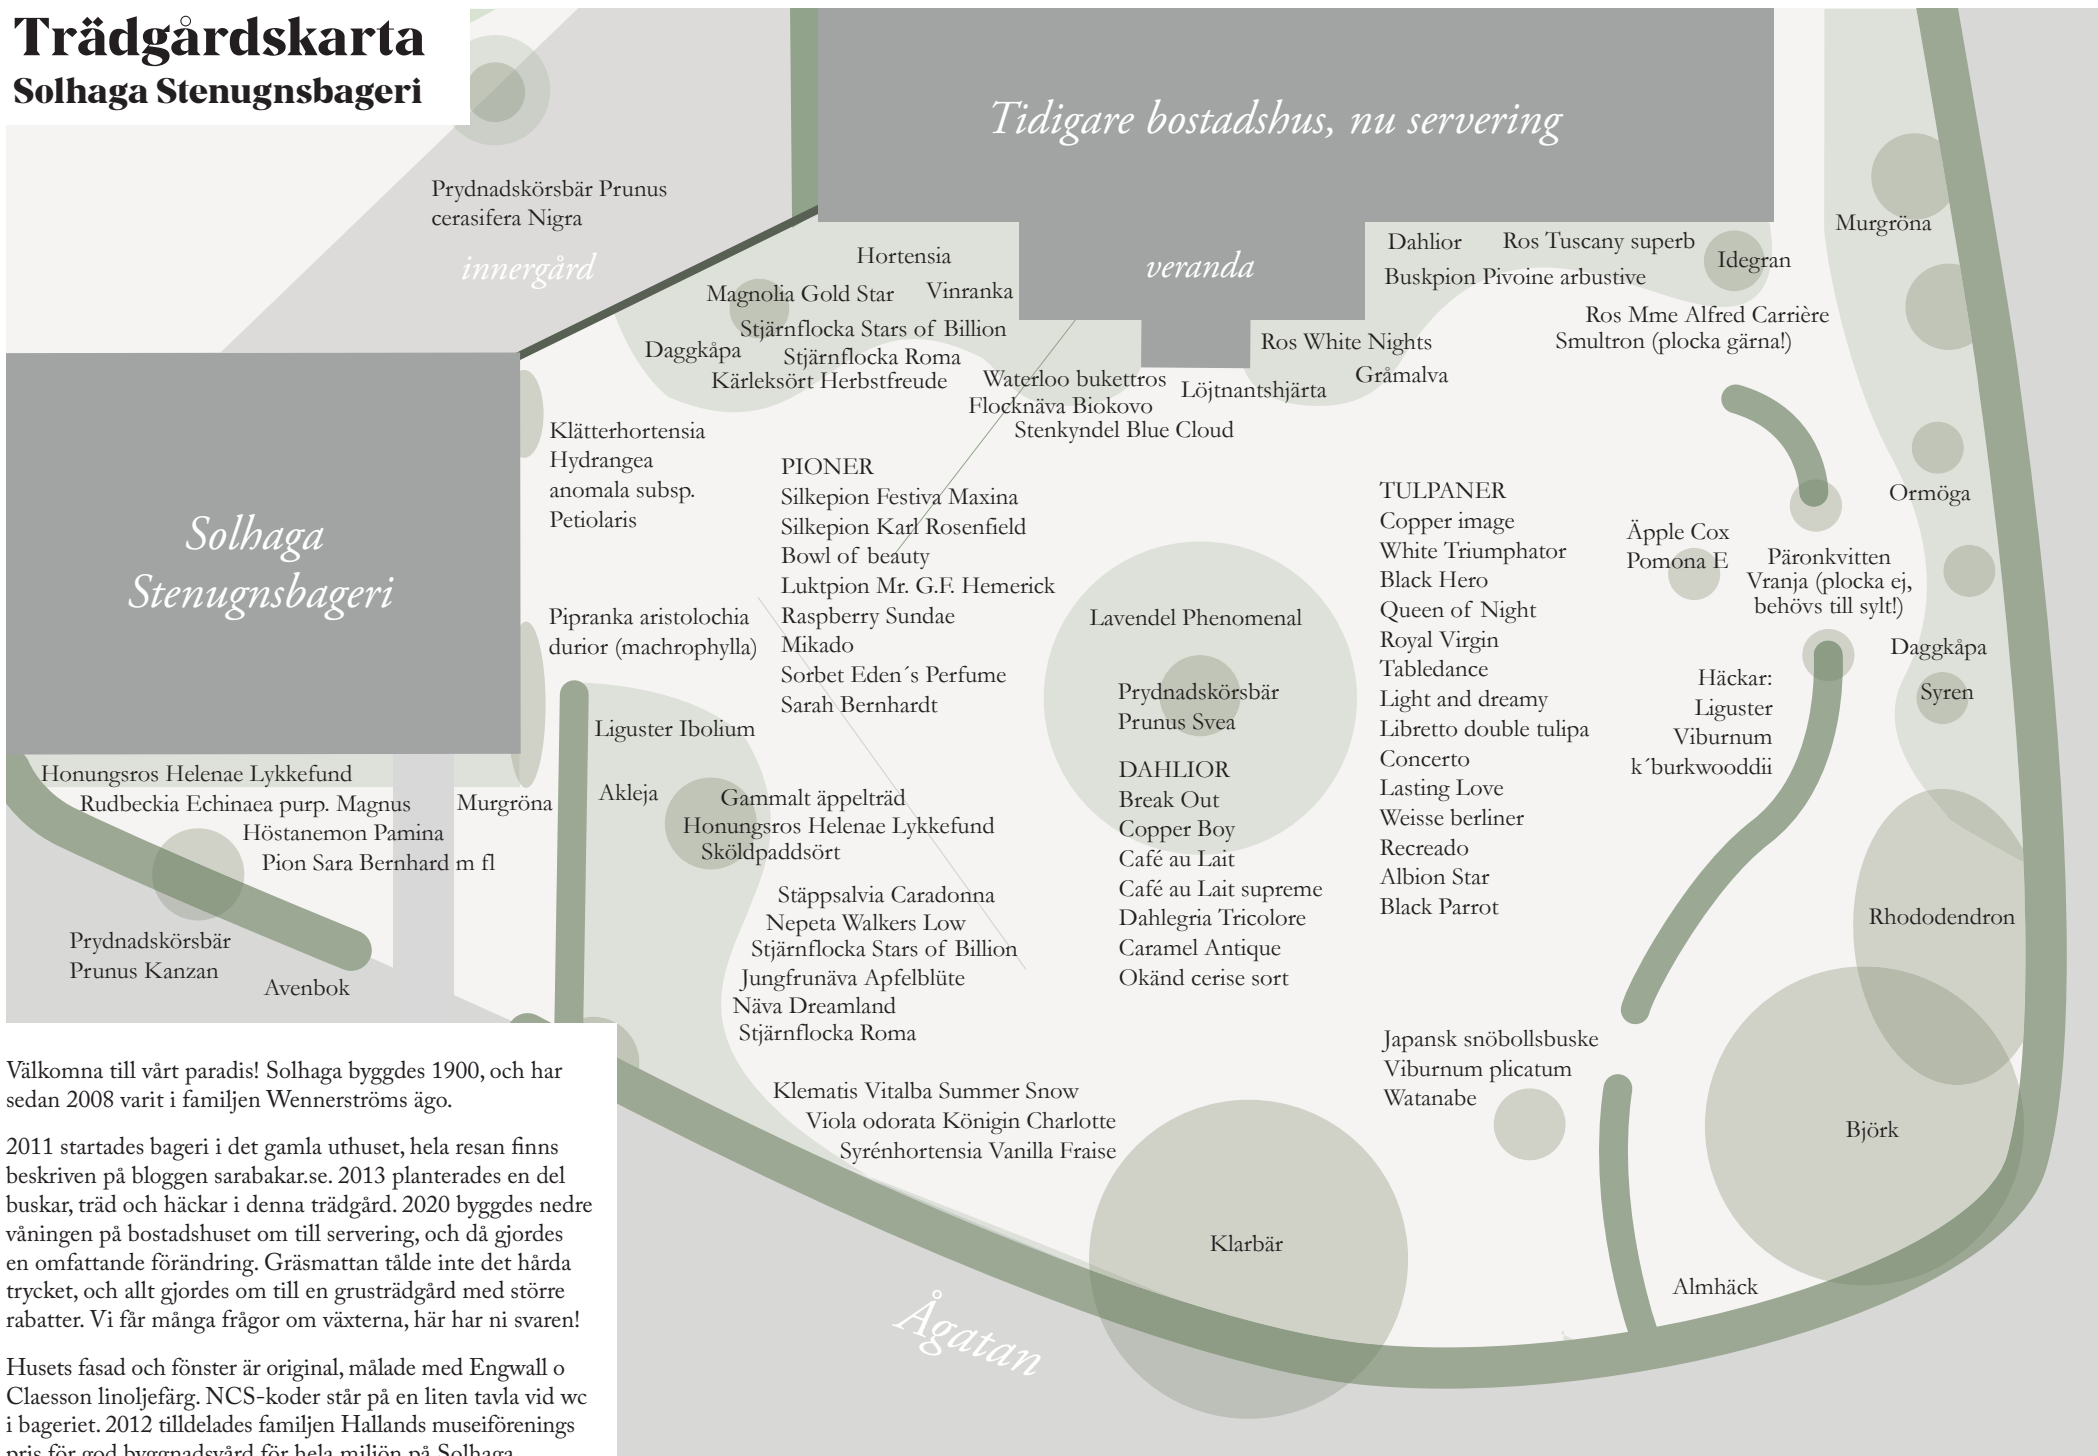 Trädgårdskarta
Solhaga Stenugnsbageri
Tidigare bostadshus, nu servering
Prydnadskörsbär Prunus
cerasifera Nigra
innergård
veranda
Hortensia
Magnolia Gold Star
Vinranka
Stjärnflocka Stars of Billion
Daggkåpa
Stjärnflocka Roma
Kärleksört Herbstfreude
Waterloo bukettros
Flocknäva Biokovo
Stenkyndel Blue Cloud
Löjtnantshjärta
Dahlior
Ros Tuscany superb
Buskpion Pivoine arbustive
Idegran
Ros Mme Alfred Carrière
Smultron (plocka gärna!)
Ros White Nights
Gråmalva
Murgröna
Klätterhortensia
Hydrangea
anomala subsp.
Petiolaris
Solhaga
Stenugnsbageri
Pipranka aristolochia
durior (machrophylla)
PIONER
Silkepion Festiva Maxina
Silkepion Karl Rosenfield
Bowl of beauty
Luktpion Mr. G.F. Hemerick
Raspberry Sundae
Mikado
Sorbet Eden´s Perfume
Sarah Bernhardt
Lavendel Phenomenal
Prydnadskörsbär
Prunus Svea
DAHLIOR
Break Out
Copper Boy
Café au Lait
Café au Lait supreme
Dahlegria Tricolore
Caramel Antique
Okänd cerise sort
TULPANER
Copper image
White Triumphator
Black Hero
Queen of Night
Royal Virgin
Tabledance
Light and dreamy
Libretto double tulipa
Concerto
Lasting Love
Weisse berliner
Recreado
Albion Star
Black Parrot
Äpple Cox
Pomona E
Päronkvitten
Vranja (plocka ej,
behövs till sylt!)
Ormöga
Daggkåpa
Syren
Häckar:
Liguster
Viburnum
k´burkwooddii
Rhododendron
Björk
Almhäck
Japansk snöbollsbuske
Viburnum plicatum
Watanabe
Klarbär
Liguster Ibolium
Akleja
Gammalt äppelträd
Honungsros Helenae Lykkefund
Sköldpaddsört
Stäppsalvia Caradonna
Nepeta Walkers Low
Stjärnflocka Stars of Billion
Jungfrunäva Apfelblüte
Näva Dreamland
Stjärnflocka Roma
Klematis Vitalba Summer Snow
Viola odorata Königin Charlotte
Syrénhortensia Vanilla Fraise
Ågatan
Honungsros Helenae Lykkefund
Rudbeckia Echinaea purp. Magnus
Murgröna
Höstanemon Pamina
Pion Sara Bernhard m fl
Prydnadskörsbär
Prunus Kanzan
Avenbok
Välkomna till vårt paradis! Solhaga byggdes 1900, och har
sedan 2008 varit i familjen Wennerströms ägo.
2011 startades bageri i det gamla uthuset, hela resan finns
beskriven på bloggen sarabakar.se. 2013 planterades en del
buskar, träd och häckar i denna trädgård. 2020 byggdes nedre
våningen på bostadshuset om till servering, och då gjordes
en omfattande förändring. Gräsmattan tålde inte det hårda
trycket, och allt gjordes om till en grusträdgård med större
rabatter. Vi får många frågor om växterna, här har ni svaren!
Husets fasad och fönster är original, målade med Engwall o
Claesson linoljefärg. NCS-koder står på en liten tavla vid wc
i bageriet. 2012 tilldelades familjen Hallands museiförenings
pris för god byggnadsvård för hela miljön på Solhaga.